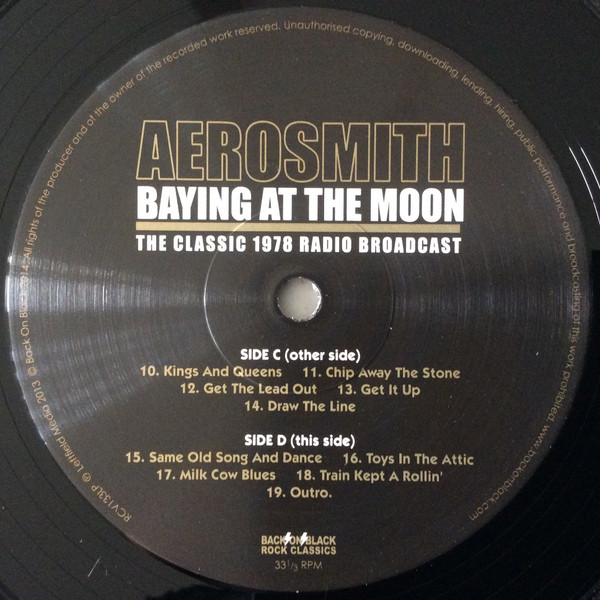 AEROSMITH
BAYING AT THE MOON
THE CLASSIC 1978 RADIO BROADCAST
SIDE C (other side)
10. Kings And Queens 11. Chip Away The Stone
12. Get The Lead Out 13. Get It Up
14. Draw The Line
SIDE D (this side)
15. Same Old Song And Dance 16. Toys In The Attic
17. Milk Cow Blues 18. Train Kept A Rollin'
19. Outro.
BACK ON BLACK
ROCK CLASSICS
33 1/3 RPM
RCV133LP ℗ Leftfield Media 2013 © Back On Black 2014. All rights of the producer and of the owner of the recorded work reserved. Unauthorised copying, downloading, lending, hiring, public performance and broadcasting of this work prohibited. www.backonblack.com